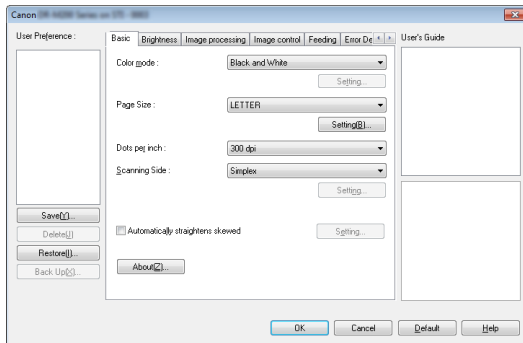 Canon
User Preference :
Basic Brightness Image processing Image control Feeding Error De
User's Guide
Color mode : Black and White
Setting...
Page Size : LETTER
Setting(B)...
Dots per inch : 300 dpi
Scanning Side : Simplex
Setting...
Save(Y)...
Delete(J)
Automatically straightens skewed Setting...
Restore(I)...
Back Up(X)...
About(Z)...
OK Cancel Default Help